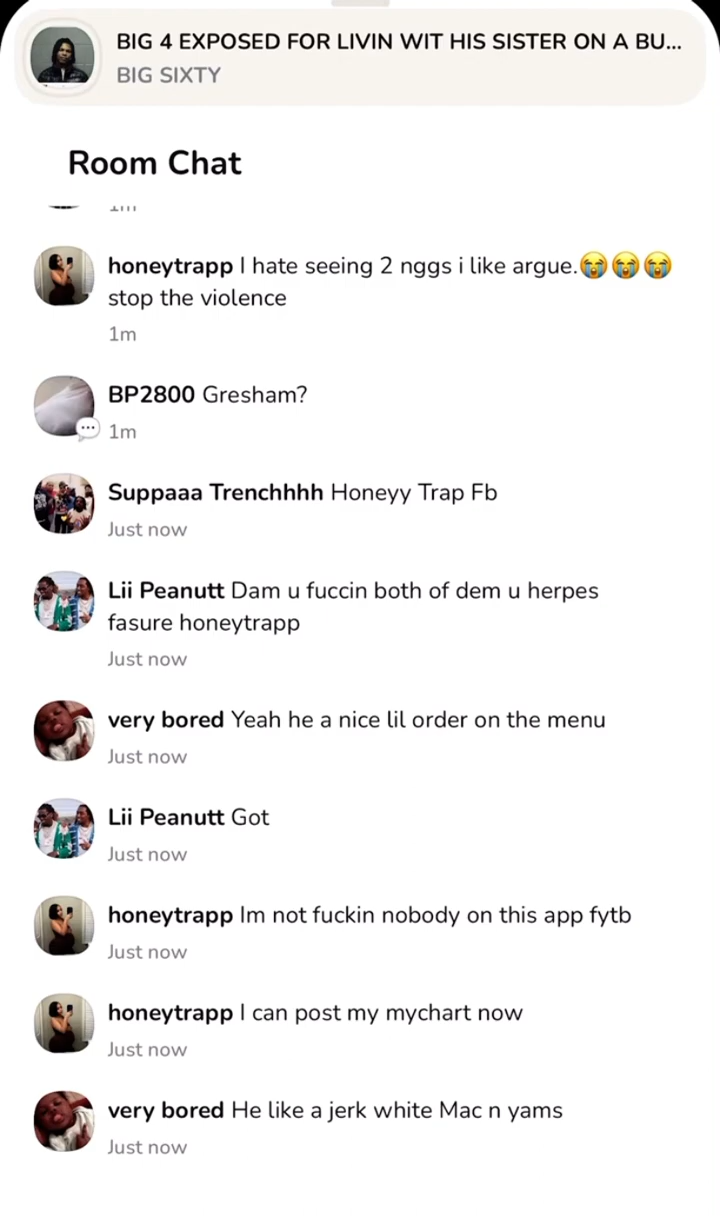 BIG 4 EXPOSED FOR LIVIN WIT HIS SISTER ON A BU...
BIG SIXTY
Room Chat
1m
honeytrapp I hate seeing 2 nggs i like argue.😭😭😭
stop the violence
1m
BP2800 Gresham?
1m
Suppaaa Trenchhhh Honeyy Trap Fb
Just now
Lii Peanutt Dam u fuccin both of dem u herpes
fasure honeytrapp
Just now
very bored Yeah he a nice lil order on the menu
Just now
Lii Peanutt Got
Just now
honeytrapp Im not fuckin nobody on this app fytb
Just now
honeytrapp I can post my mychart now
Just now
very bored He like a jerk white Mac n yams
Just now